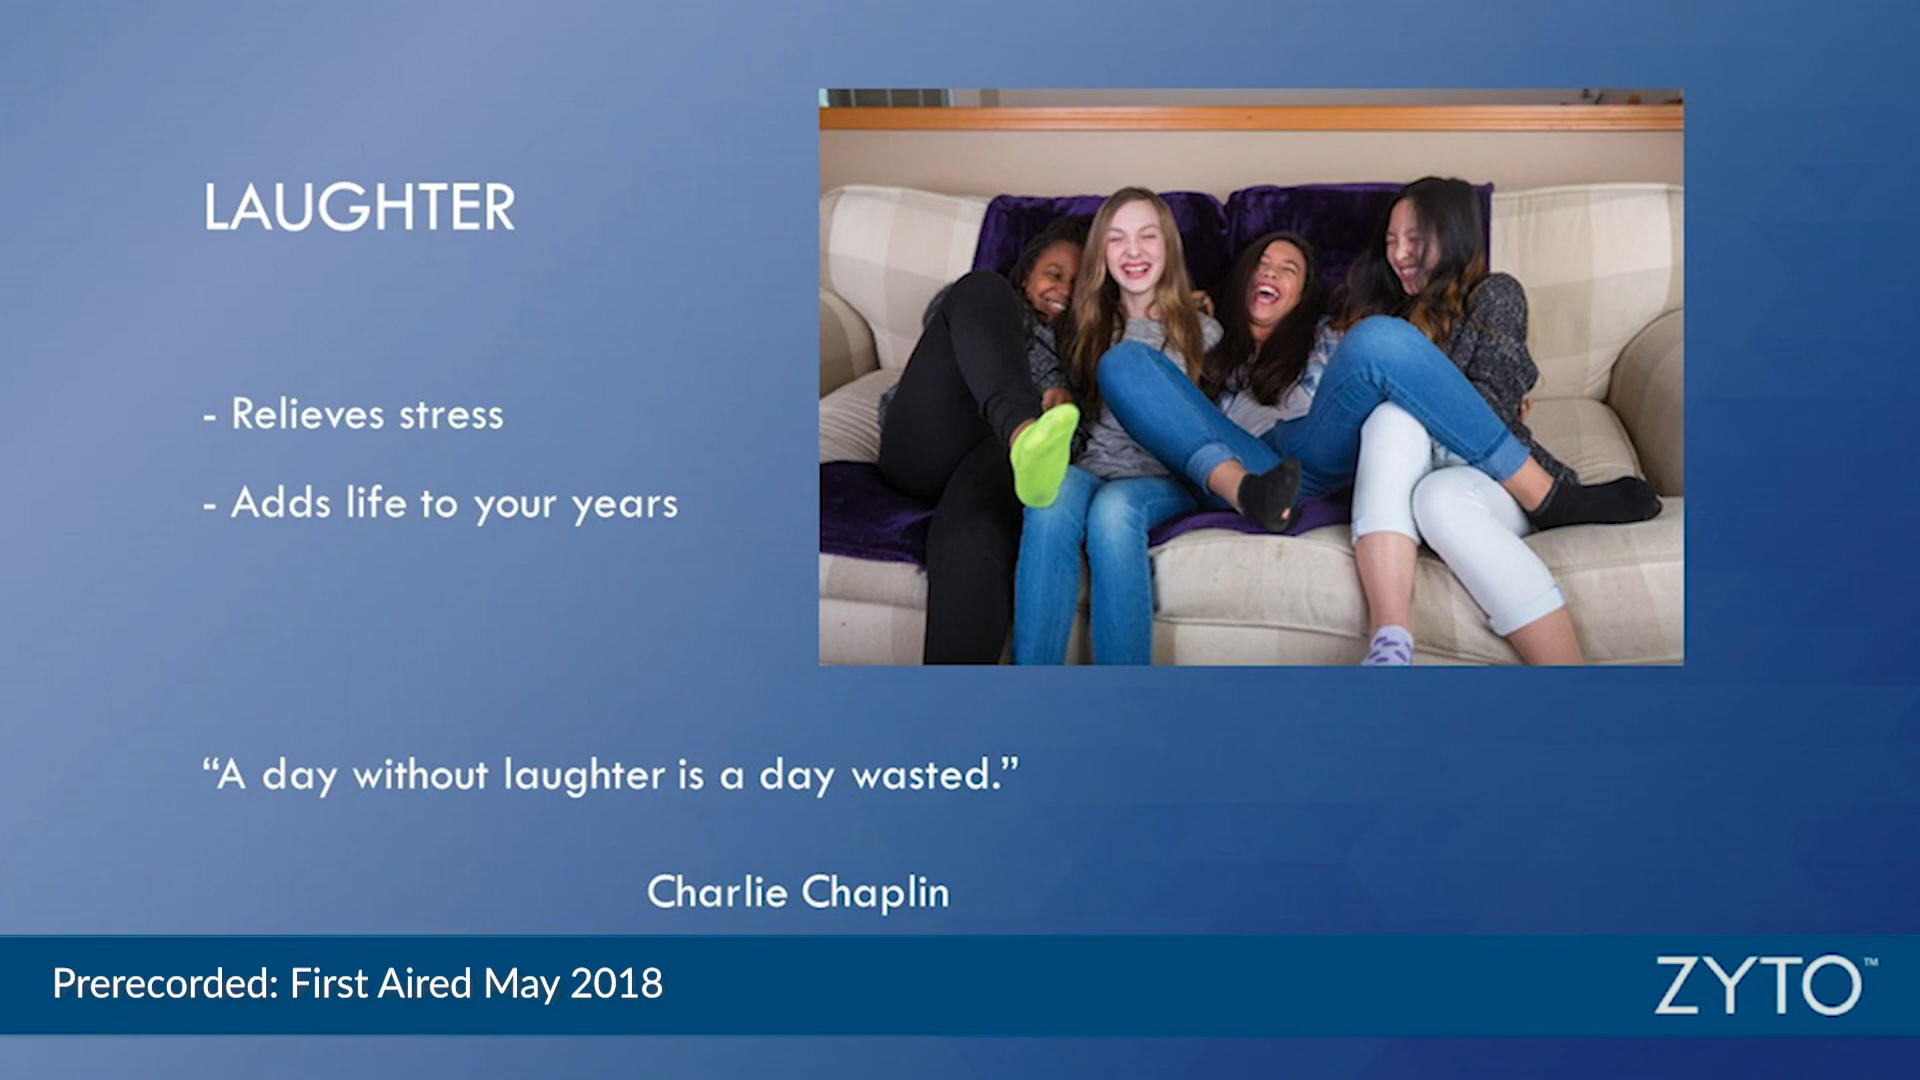 LAUGHTER
- Relieves stress
- Adds life to your years
“A day without laughter is a day wasted.”
Charlie Chaplin
Prerecorded: First Aired May 2018
ZYTO™